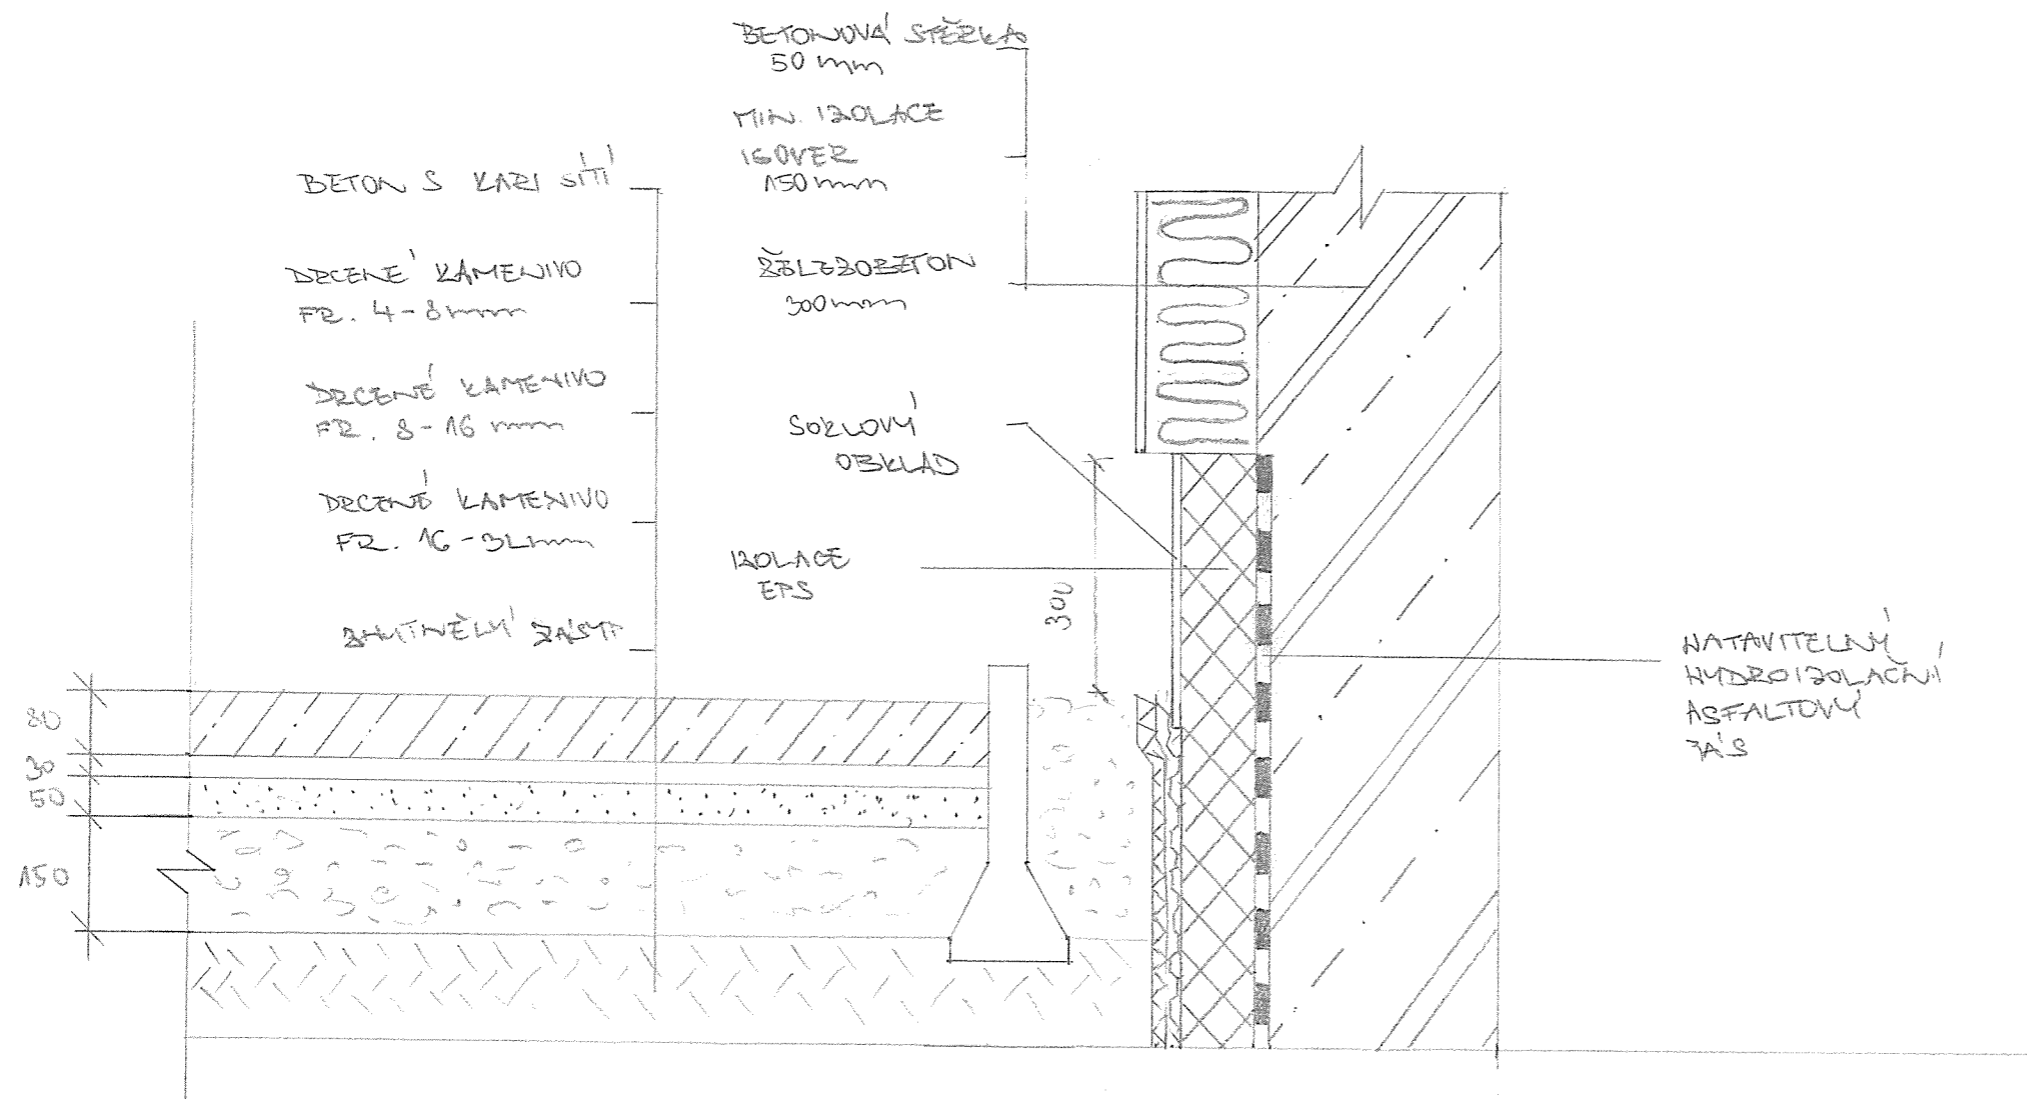 BETONOVÁ STĚRKA
50 mm
MIN. IZOLACE
ISOVER
150 mm
ŽELEZOBETON
300 mm
BETON S KARI SÍTÍ
DRCENÉ KAMENIVO
FR. 4-8 mm
DRCENÉ KAMENIVO
FR. 8-16 mm
DRCENÉ KAMENIVO
FR. 16-32 mm
ZHUTNĚLÝ ZÁSYP
SOKLOVÝ
OBKLAD
IZOLACE
EPS
300
NATAVITELNÝ
HYDROIZOLAČNÍ
ASFALTOVÝ
PÁS
80
30
50
150